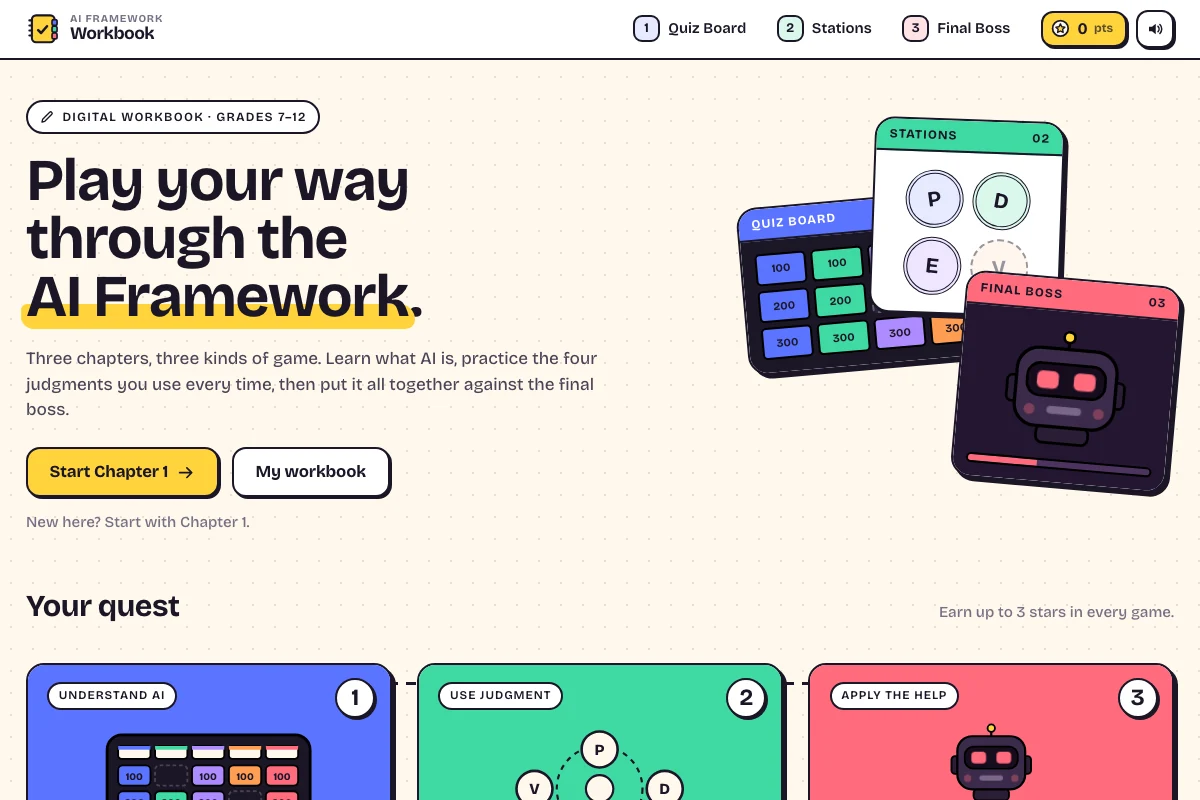 AI FRAMEWORK
Workbook
1 Quiz Board
2 Stations
3 Final Boss
0 pts
DIGITAL WORKBOOK · GRADES 7–12
Play your way
through the
AI Framework.
Three chapters, three kinds of game. Learn what AI is, practice the four
judgments you use every time, then put it all together against the final
boss.
Start Chapter 1 →
My workbook
New here? Start with Chapter 1.
QUIZ BOARD
100 100
200 200
300 300 300
STATIONS 02
P D
E V
FINAL BOSS 03
Your quest
Earn up to 3 stars in every game.
UNDERSTAND AI 1
100 100 100 100
USE JUDGMENT 2
P
V D
APPLY THE HELP 3